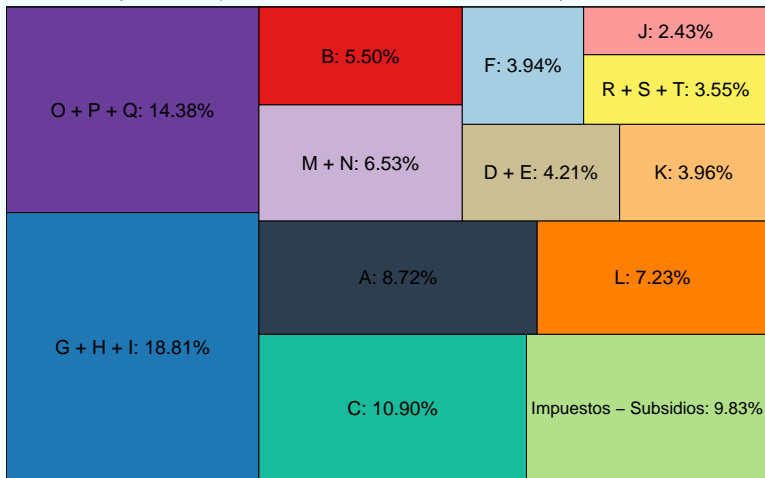 O + P + Q: 14.38%
G + H + I: 18.81%
B: 5.50%
M + N: 6.53%
F: 3.94%
J: 2.43%
R + S + T: 3.55%
D + E: 4.21%
K: 3.96%
A: 8.72%
L: 7.23%
C: 10.90%
Impuestos – Subsidios: 9.83%